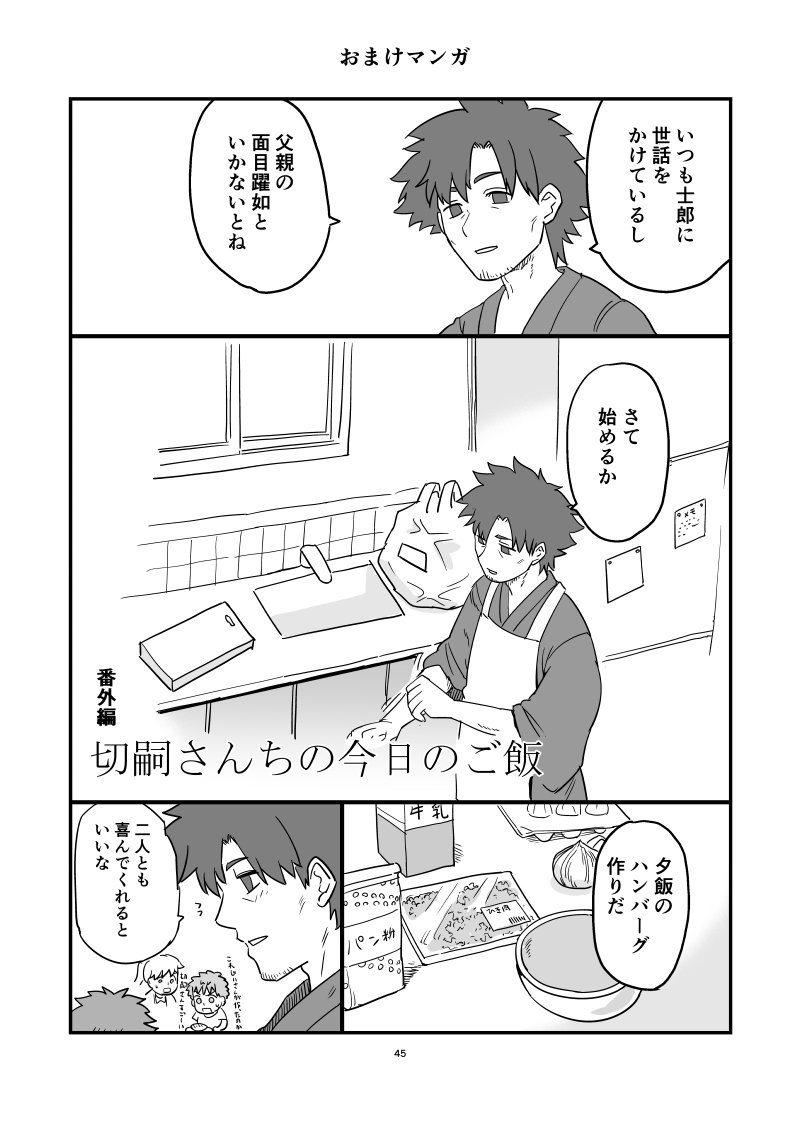 おまけマンガ
いつも士郎に
世話を
かけているし
父親の
面目躍如と
いかないとね
さて
始めるか
メモ
番外編
切嗣さんちの今日のご飯
夕飯の
ハンバーグ
作りだ
牛乳
パン粉
ひき肉
二人とも
喜んでくれると
いいな
フフ
45